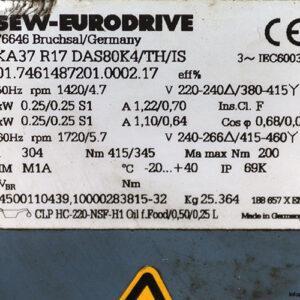 SEW-EURODRIVE
76646 Bruchsal/Germany
KA37 R17 DAS80K4/TH/IS 3~ IEC6003
01.7461487201.0002.17 eff%
rpm 1420/4.7 V 220-240Δ/380-415Y
kW 0.25/0.25 S1 A 1,22/0,70 Ins.Cl. F
kW 0.25/0.25 S1 A 1,10/0,64 Cos φ 0,68/0,
rpm 1720/5.7 V 240-266Δ/415-460Y
304 Nm 415/345 Ma max Nm 200
IM M1A °C -20...+40 IP 69K
V BR Nm
4500110439,10000283815-32 Kg 25.364 188 657 X
CLP HC-220-NSF-H1 Oil f.Food/0,50/0,25 L Made in Germany